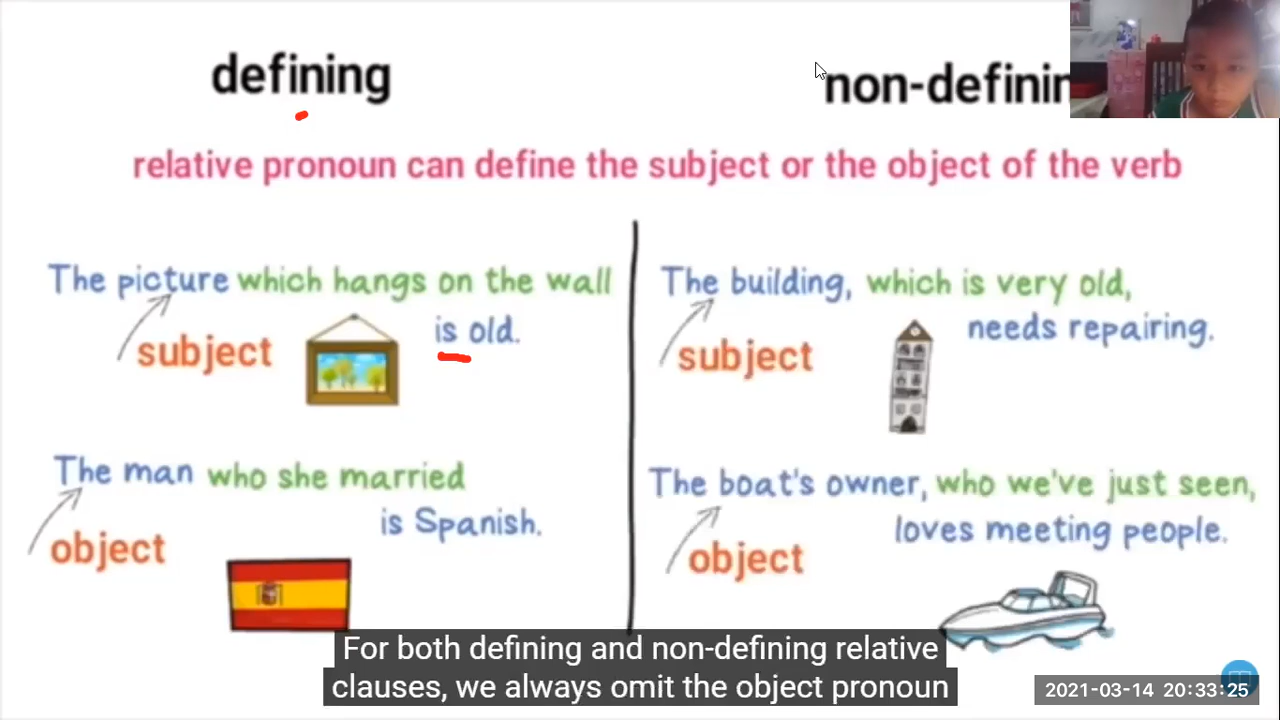 defining
non-definin
relative pronoun can define the subject or the object of the verb
The picture which hangs on the wall
is old.
subject
The man who she married
is Spanish.
object
The building, which is very old,
needs repairing.
subject
The boat's owner, who we've just seen,
loves meeting people.
object
For both defining and non-defining relative
clauses, we always omit the object pronoun
2021-03-14 20:33:25